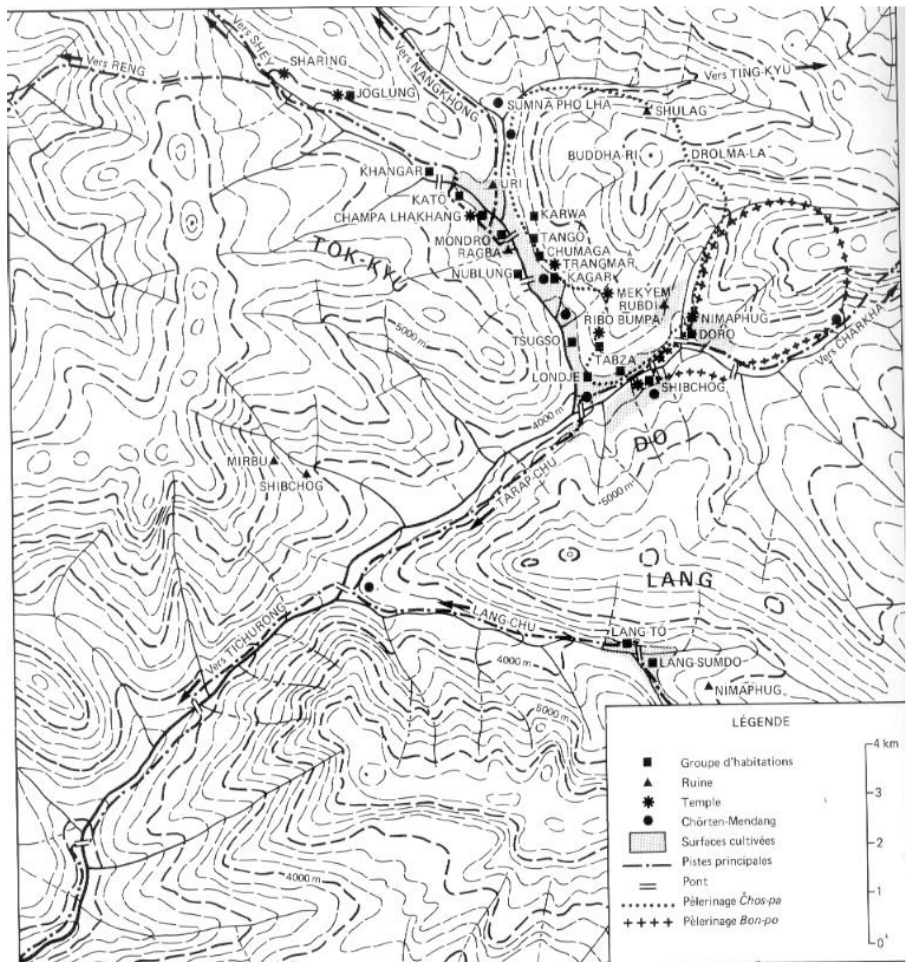 Vers SHEY
Vers NANGKHONG
Vers RENG
Vers TING-KYU
SHARING
JOGLUNG
SUMNA PHO LHA
SHULAG
BUDDHA-RI
DROLMA-LA
KHANGAR
URI
KATO
CHAMPA LHAKHANG
KARWA
MONDRO
TANGO
RAGBA
CHUMAGA
TRANGMAR
NUBLUNG
KAGAR
TOK-KYU
MEKYEM
RUBDI
RIBO BUMPA
NIMAPHUG
DORO
5000 m
TSUGSO
TABZA
Vers CHARKHA
LONDJE
SHIBCHOG
4000 m
DO
MIRBU
SHIBCHOG
TARAP-CHU
5000 m
LANG
LANG-CHU
Vers TICHURONG
LANG-TO
LANG-SUMDO
4000 m
NIMAPHUG
5000 m
4000 m
LÉGENDE
Groupe d'habitations
Ruine
Temple
Chörten-Mendang
Surfaces cultivées
Pistes principales
Pont
Pèlerinage Čhos-pa
Pèlerinage Bon-po
4 km
3
2
1
0